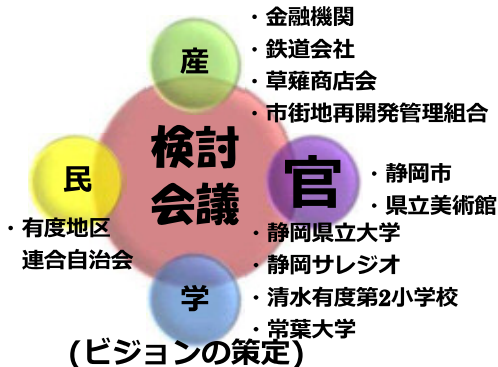 ・金融機関
・鉄道会社
・草薙商店会
・市街地再開発管理組合
産
検討
会議
民
官
・静岡市
・県立美術館
・有度地区
連合自治会
・静岡県立大学
・静岡サレジオ
・清水有度第2小学校
・常葉大学
学
(ビジョンの策定)